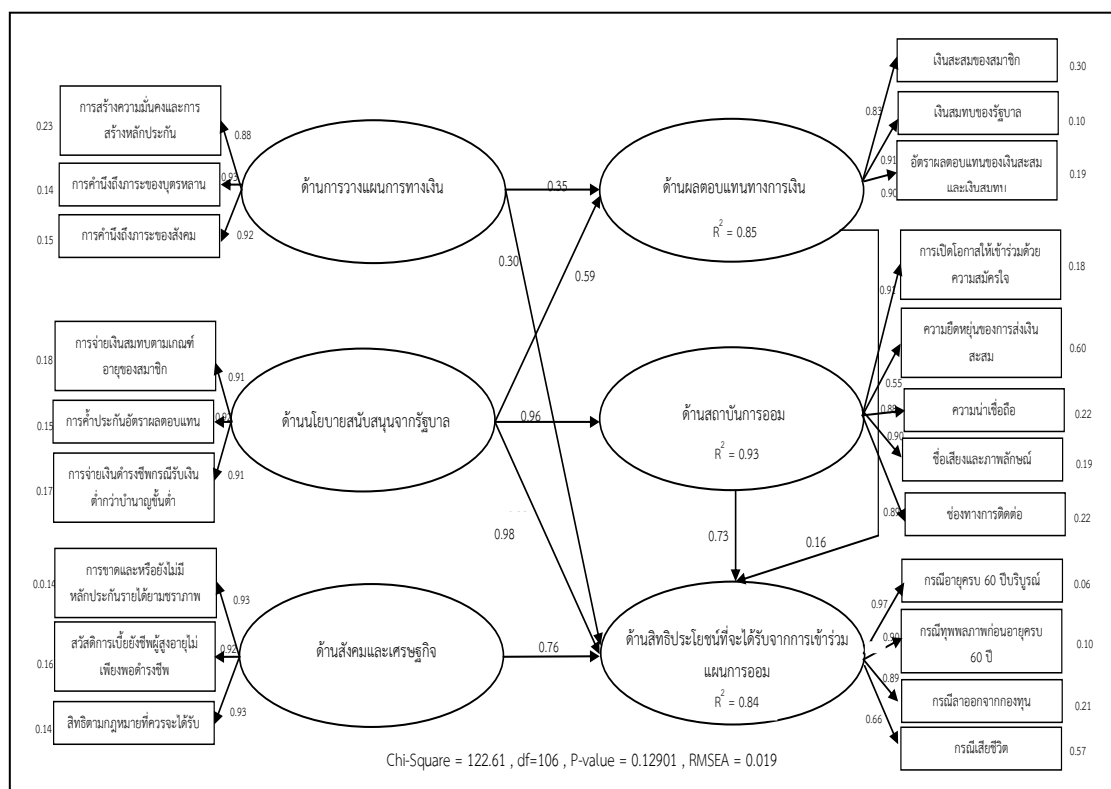 การสร้างความมั่นคงและการ
สร้างหลักประกัน
0.23
0.88
การคำนึงถึงภาระของบุตรหลาน
0.14
0.93
การคำนึงถึงภาระของสังคม
0.15
0.92
ด้านการวางแผนการทางเงิน
0.35
0.30
0.59
ด้านผลตอบแทนทางการเงิน
R² = 0.85
เงินสะสมของสมาชิก
0.30
0.83
เงินสมทบของรัฐบาล
0.10
0.91
อัตราผลตอบแทนของเงินสะสม
และเงินสมทบ
0.19
0.90
การจ่ายเงินสมทบตามเกณฑ์
อายุของสมาชิก
0.18
0.91
การค้ำประกันอัตราผลตอบแทน
0.15
การจ่ายเงินดำรงชีพกรณีรับเงิน
ต่ำกว่าบำนาญขั้นต่ำ
0.17
0.91
ด้านนโยบายสนับสนุนจากรัฐบาล
0.96
0.98
ด้านสถาบันการออม
R² = 0.93
0.73
0.16
การเปิดโอกาสให้เข้าร่วมด้วย
ความสมัครใจ
0.18
0.91
ความยืดหยุ่นของการส่งเงิน
สะสม
0.60
0.55
ความน่าเชื่อถือ
0.22
0.88
ชื่อเสียงและภาพลักษณ์
0.19
0.90
ช่องทางการติดต่อ
0.22
การขาดและหรือยังไม่มี
หลักประกันรายได้ยามชราภาพ
0.0.14
0.93
สวัสดิการเบี้ยยังชีพผู้สูงอายุไม่
เพียงพอดำรงชีพ
0.16
0.92
สิทธิตามกฎหมายที่ควรจะได้รับ
0.14
0.93
ด้านสังคมและเศรษฐกิจ
0.76
ด้านสิทธิประโยชน์ที่จะได้รับจากการเข้าร่วม
แผนการออม
R² = 0.84
กรณีอายุครบ 60 ปีบริบูรณ์
0.06
0.97
กรณีทุพพลภาพก่อนอายุครบ
60 ปี
0.10
กรณีลาออกจากกองทุน
0.21
0.89
กรณีเสียชีวิต
0.57
0.66
Chi-Square = 122.61 , df=106 , P-value = 0.12901 , RMSEA = 0.019